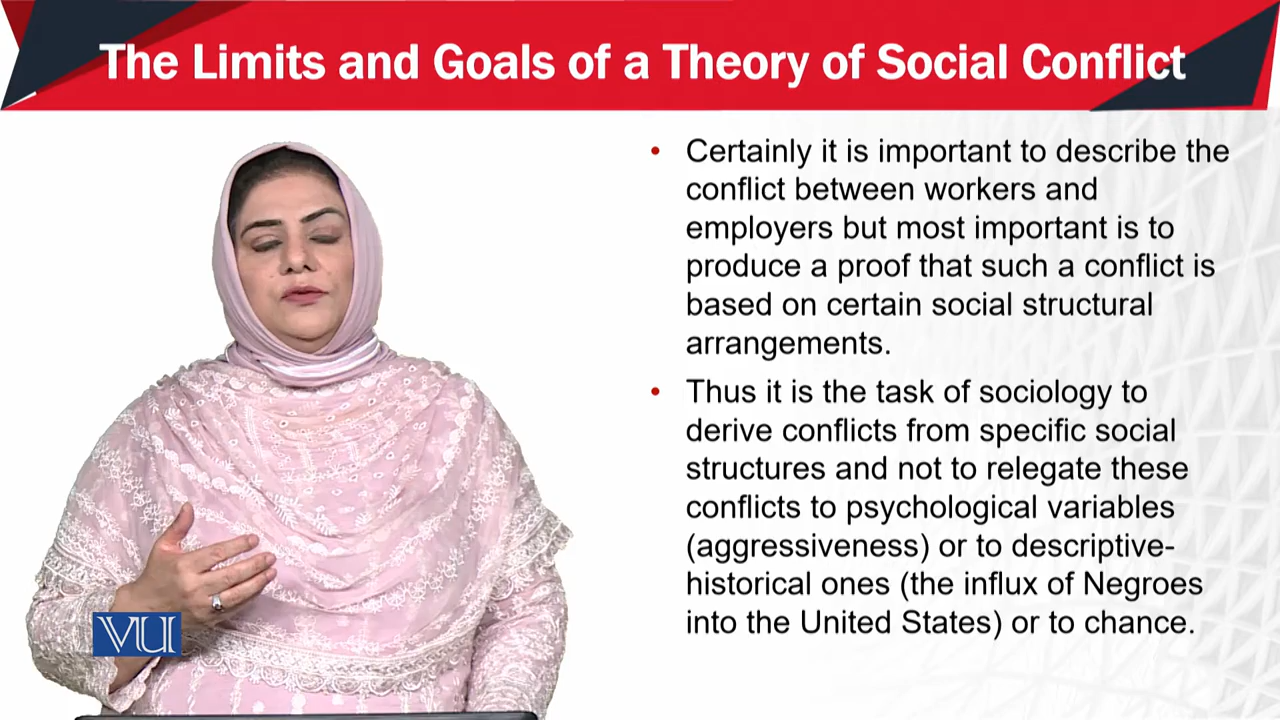 The Limits and Goals of a Theory of Social Conflict
• Certainly it is important to describe the
conflict between workers and
employers but most important is to
produce a proof that such a conflict is
based on certain social structural
arrangements.
• Thus it is the task of sociology to
derive conflicts from specific social
structures and not to relegate these
conflicts to psychological variables
(aggressiveness) or to descriptive-
historical ones (the influx of Negroes
into the United States) or to chance.
VU